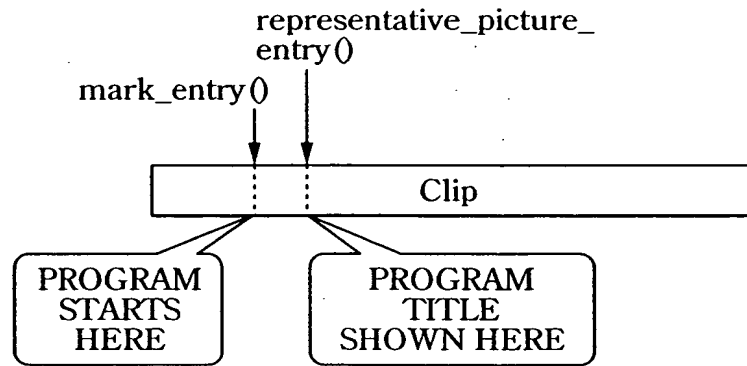 representative_picture_
entry()
mark_entry()
Clip
PROGRAM
STARTS
HERE
PROGRAM
TITLE
SHOWN HERE